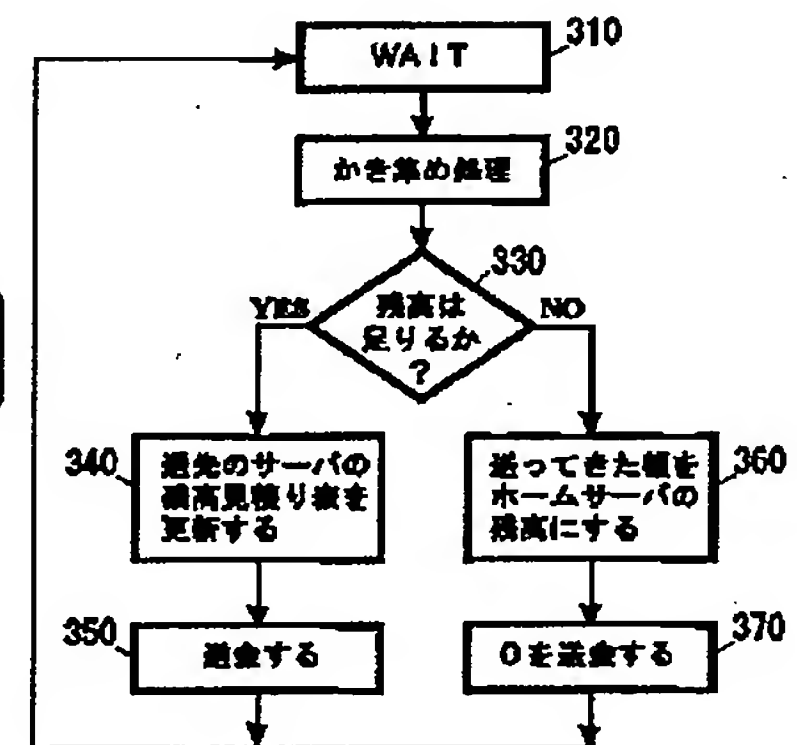 WAIT
310
かき集め処理
320
330
YES
残高は
足りるか
?
NO
340
送先のサーバの
残高見積り表を
更新する
送ってきた額を
ホームサーバの
残高にする
360
350
送金する
0を送金する
370